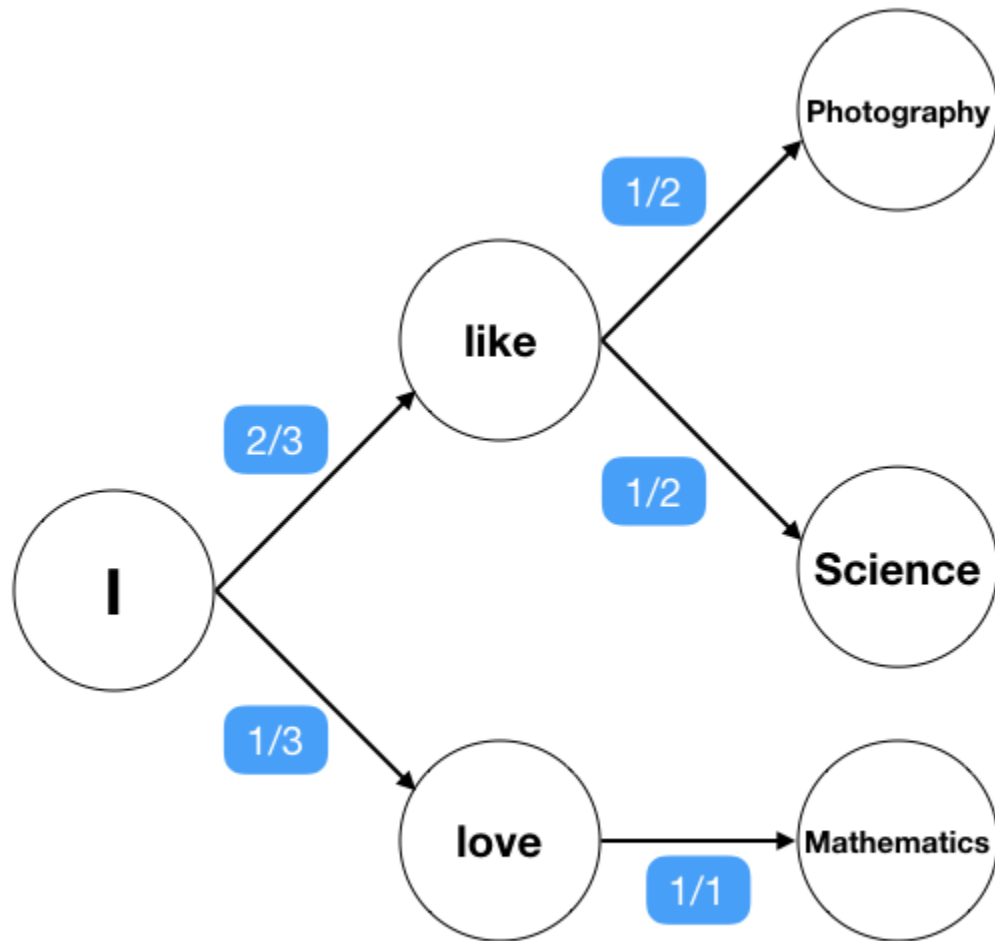 Photography
1/2
like
2/3
1/2
Science
I
1/3
love
Mathematics
1/1